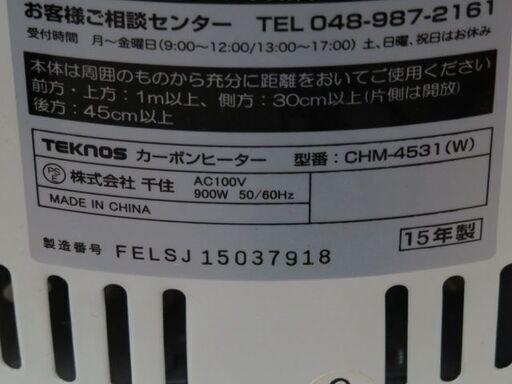 お客様ご相談センター TEL 048-987-2161
受付時間 月～金曜日(9:00～12:00/13:00～17:00) 土、日曜、祝日はお休み
本体は周囲のものから充分に距離をおいてご使用ください
前方・上方：1m以上、側方：30cm以上(片側は開放)
後方：45cm以上
TEKNOS カーボンヒーター 型番：CHM-4531(W)
PS E 株式会社 千住 AC100V
900W 50/60Hz
MADE IN CHINA
15年製
製造番号 FELSJ 15037918